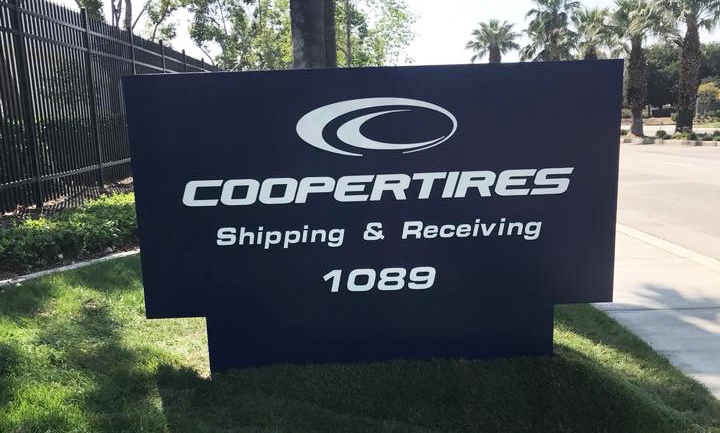 COOPERTIRES
Shipping & Receiving
1089